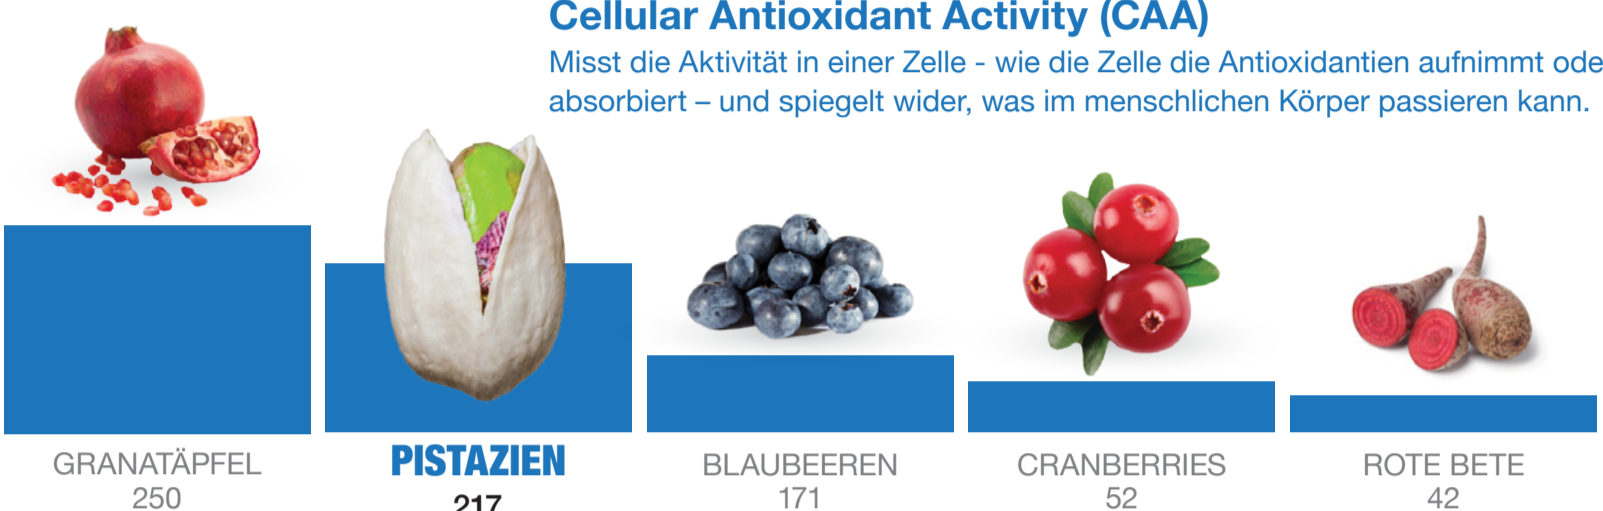 Cellular Antioxidant Activity (CAA)
Misst die Aktivität in einer Zelle - wie die Zelle die Antioxidantien aufnimmt ode
absorbiert – und spiegelt wider, was im menschlichen Körper passieren kann.
GRANATÄPFEL
250
PISTAZIEN
217
BLAUBEEREN
171
CRANBERRIES
52
ROTE BETE
42